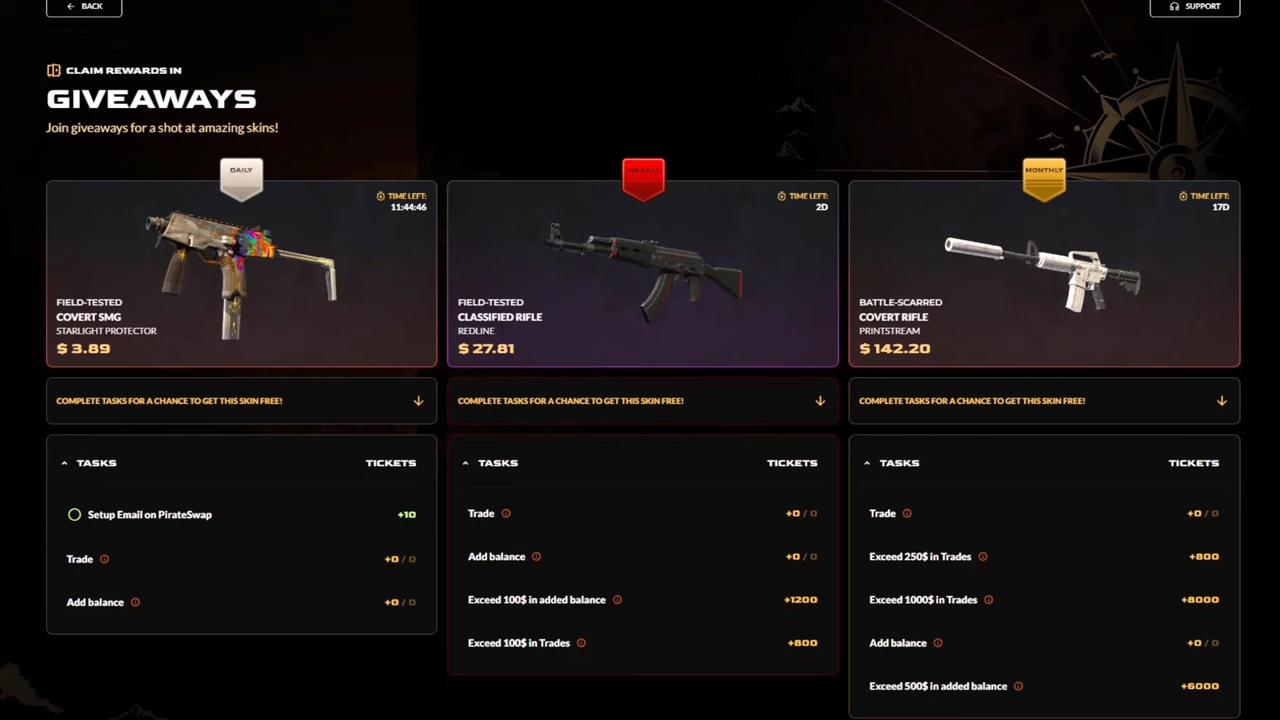 BACK
SUPPORT
CLAIM REWARDS IN
GIVEAWAYS
Join giveaways for a shot at amazing skins!
DAILY
TIME LEFT:
11:44:46
FIELD-TESTED
COVERT SMG
STARLIGHT PROTECTOR
$ 3.89
WEEKLY
TIME LEFT:
2D
FIELD-TESTED
CLASSIFIED RIFLE
REDLINE
$ 27.81
MONTHLY
TIME LEFT:
17D
BATTLE-SCARRED
COVERT RIFLE
PRINTSTREAM
$ 142.20
COMPLETE TASKS FOR A CHANCE TO GET THIS SKIN FREE!
COMPLETE TASKS FOR A CHANCE TO GET THIS SKIN FREE!
COMPLETE TASKS FOR A CHANCE TO GET THIS SKIN FREE!
TASKS TICKETS
Setup Email on PirateSwap +10
Trade +0 / 0
Add balance +0 / 0
TASKS TICKETS
Trade +0 / 0
Add balance +0 / 0
Exceed 100$ in added balance +1200
Exceed 100$ in Trades +800
TASKS TICKETS
Trade +0 / 0
Exceed 250$ in Trades +800
Exceed 1000$ in Trades +8000
Add balance +0 / 0
Exceed 500$ in added balance +6000